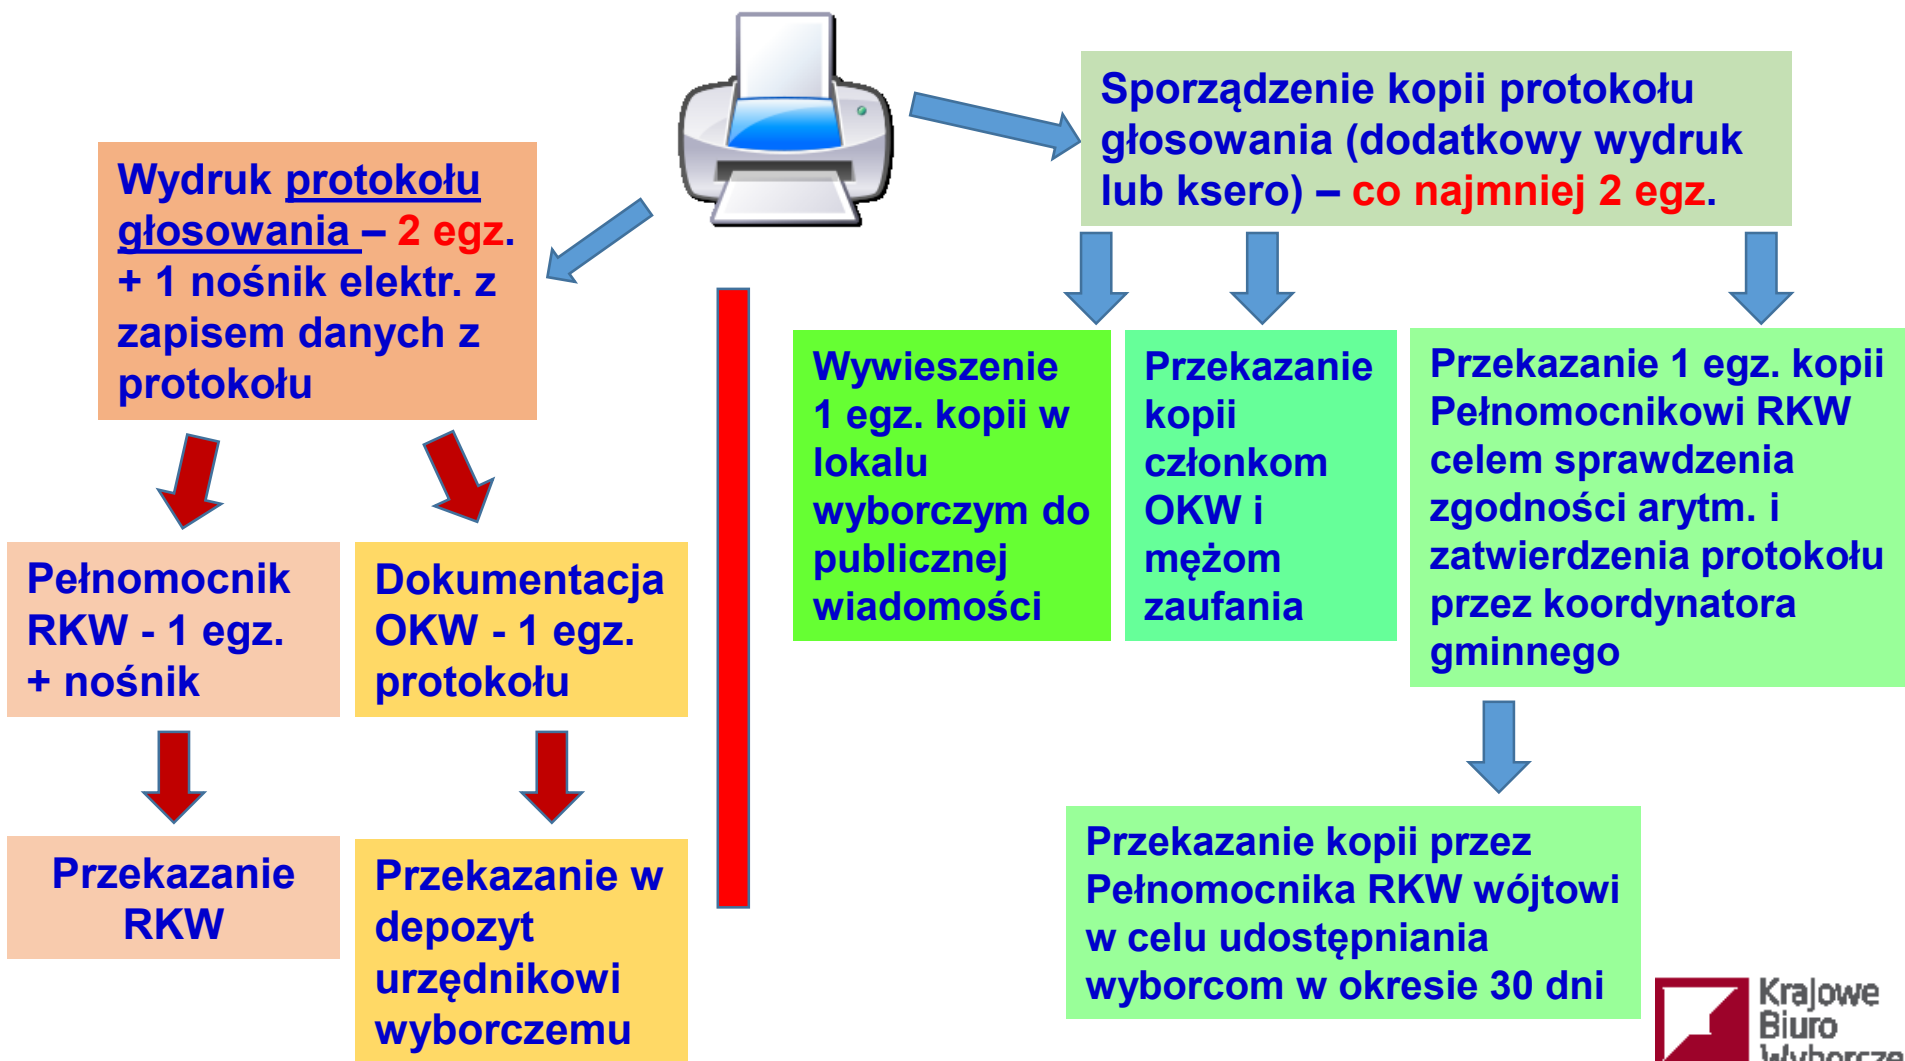 Wydruk protokołu
głosowania – 2 egz.
+ 1 nośnik elektr. z
zapisem danych z
protokołu
Pełnomocnik
RKW - 1 egz.
+ nośnik
Dokumentacja
OKW - 1 egz.
protokołu
Przekazanie
RKW
Przekazanie w
depozyt
urzędnikowi
wyborczemu
Sporządzenie kopii protokołu
głosowania (dodatkowy wydruk
lub ksero) – co najmniej 2 egz.
Wywieszenie
1 egz. kopii w
lokalu
wyborczym do
publicznej
wiadomości
Przekazanie
kopii
członkom
OKW i
mężom
zaufania
Przekazanie 1 egz. kopii
Pełnomocnikowi RKW
celem sprawdzenia
zgodności arytm. i
zatwierdzenia protokołu
przez koordynatora
gminnego
Przekazanie kopii przez
Pełnomocnika RKW wójtowi
w celu udostępniania
wyborcom w okresie 30 dni
Krajowe
Biuro
Wyborcze